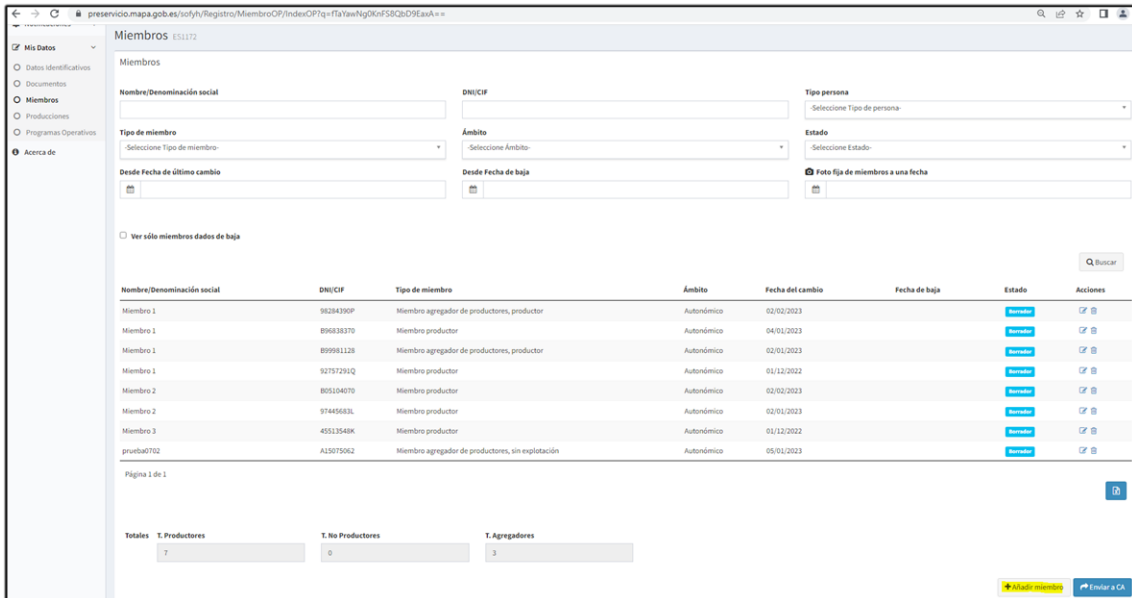 preservicio.mapa.gob.es/sofyh/Registro/MiembroOP/IndexOP?q=fTaYawNg0KnFS8QbD9EaxA==
Notificaciones
Miembros ES1172
Mis Datos
Datos Identificativos
Documentos
Miembros
Producciones
Programas Operativos
Acerca de
Miembros
Nombre/Denominación social DNI/CIF Tipo persona
-Seleccione Tipo de persona-
Tipo de miembro Ámbito Estado
-Seleccione Tipo de miembro- -Seleccione Ámbito- -Seleccione Estado-
Desde Fecha de último cambio Desde Fecha de baja Foto fija de miembros a una fecha
Ver sólo miembros dados de baja
Buscar
Nombre/Denominación social DNI/CIF Tipo de miembro Ámbito Fecha del cambio Fecha de baja Estado Acciones
Miembro 1 98284390P Miembro agregador de productores, productor Autonómico 02/02/2023 Borrador
Miembro 1 B96838370 Miembro productor Autonómico 04/01/2023 Borrador
Miembro 1 B99981128 Miembro agregador de productores, productor Autonómico 02/01/2023 Borrador
Miembro 1 92757291Q Miembro productor Autonómico 01/12/2022 Borrador
Miembro 2 B05104070 Miembro productor Autonómico 02/02/2023 Borrador
Miembro 2 97445683L Miembro productor Autonómico 02/01/2023 Borrador
Miembro 3 45513548K Miembro productor Autonómico 01/12/2022 Borrador
prueba0702 A15075062 Miembro agregador de productores, sin explotación Autonómico 05/01/2023 Borrador
Página 1 de 1
Totales T. Productores T. No Productores T. Agregadores
7 0 3
Añadir miembro Enviar a CA